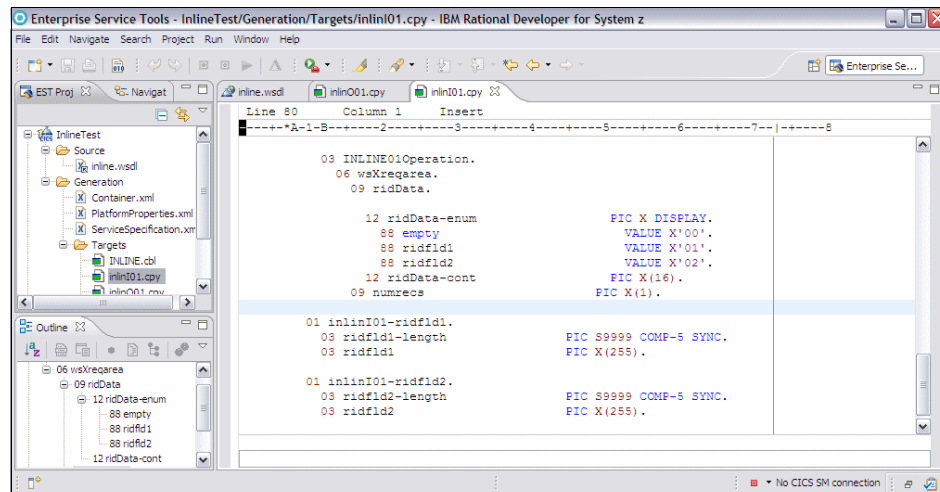 Enterprise Service Tools - InlineTest/Generation/Targets/inlinI01.cpy - IBM Rational Developer for System z
File Edit Navigate Search Project Run Window Help
Enterprise Se...
EST Proj
Navigat
inline.wsdl
inlinO01.cpy
inlinI01.cpy
Line 80 Column 1 Insert
----+-*A-1-B--+----2----+----3----+----4----+----5----+----6----+----7--|-+----8
InlineTest
Source
inline.wsdl
Generation
Container.xml
PlatformProperties.xml
ServiceSpecification.xm
Targets
INLINE.cbl
inlinI01.cpy
inlinO01.cpy
03 INLINE01Operation.
06 wsXreqarea.
09 ridData.
12 ridData-enum PIC X DISPLAY.
88 empty VALUE X'00'.
88 ridfld1 VALUE X'01'.
88 ridfld2 VALUE X'02'.
12 ridData-cont PIC X(16).
09 numrecs PIC X(1).
01 inlinI01-ridfld1.
03 ridfld1-length PIC S9999 COMP-5 SYNC.
03 ridfld1 PIC X(255).
01 inlinI01-ridfld2.
03 ridfld2-length PIC S9999 COMP-5 SYNC.
03 ridfld2 PIC X(255).
Outline
06 wsXreqarea
09 ridData
12 ridData-enum
88 empty
88 ridfld1
88 ridfld2
12 ridData-cont
No CICS SM connection